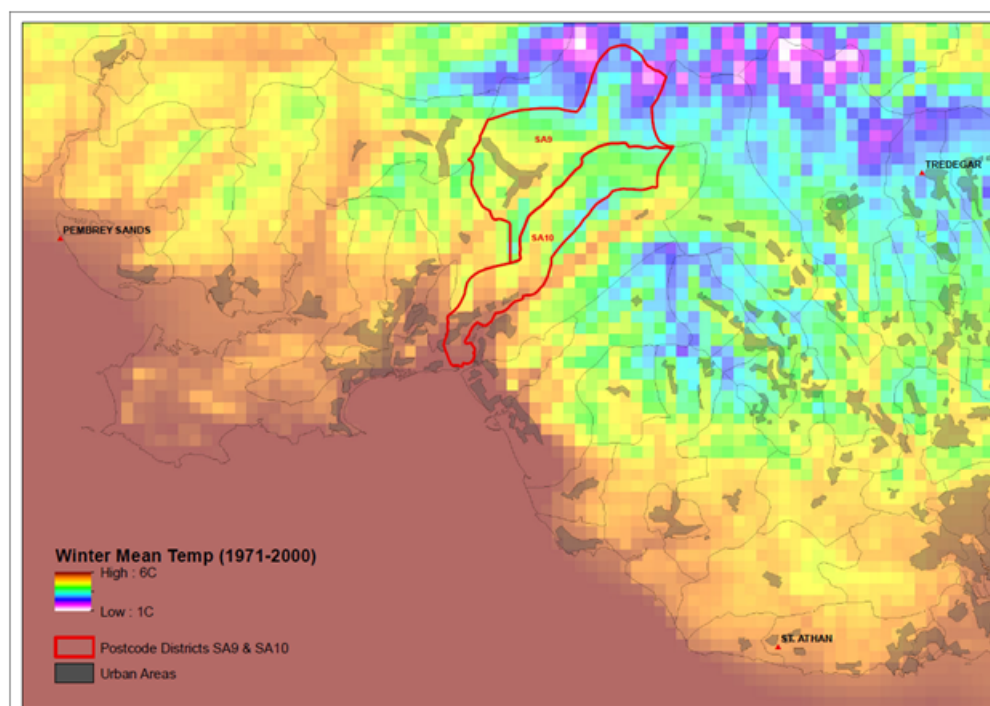 SA9
TREDEGAR
PEMBREY SANDS
SA10
Winter Mean Temp (1971-2000)
High : 6C
Low : 1C
Postcode Districts SA9 & SA10
Urban Areas
ST. ATHAN